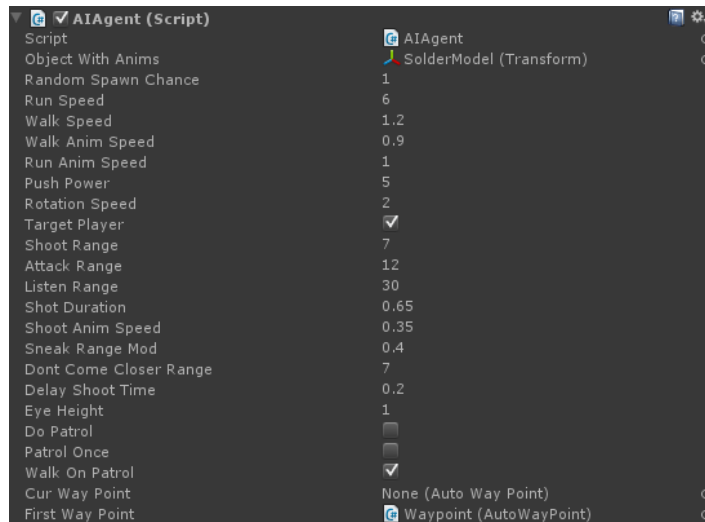 AIAgent (Script)
Script AIAgent
Object With Anims SolderModel (Transform)
Random Spawn Chance 1
Run Speed 6
Walk Speed 1.2
Walk Anim Speed 0.9
Run Anim Speed 1
Push Power 5
Rotation Speed 2
Target Player
Shoot Range 7
Attack Range 12
Listen Range 30
Shot Duration 0.65
Shoot Anim Speed 0.35
Sneak Range Mod 0.4
Dont Come Closer Range 7
Delay Shoot Time 0.2
Eye Height 1
Do Patrol
Patrol Once
Walk On Patrol
Cur Way Point None (Auto Way Point)
First Way Point Waypoint (AutoWayPoint)